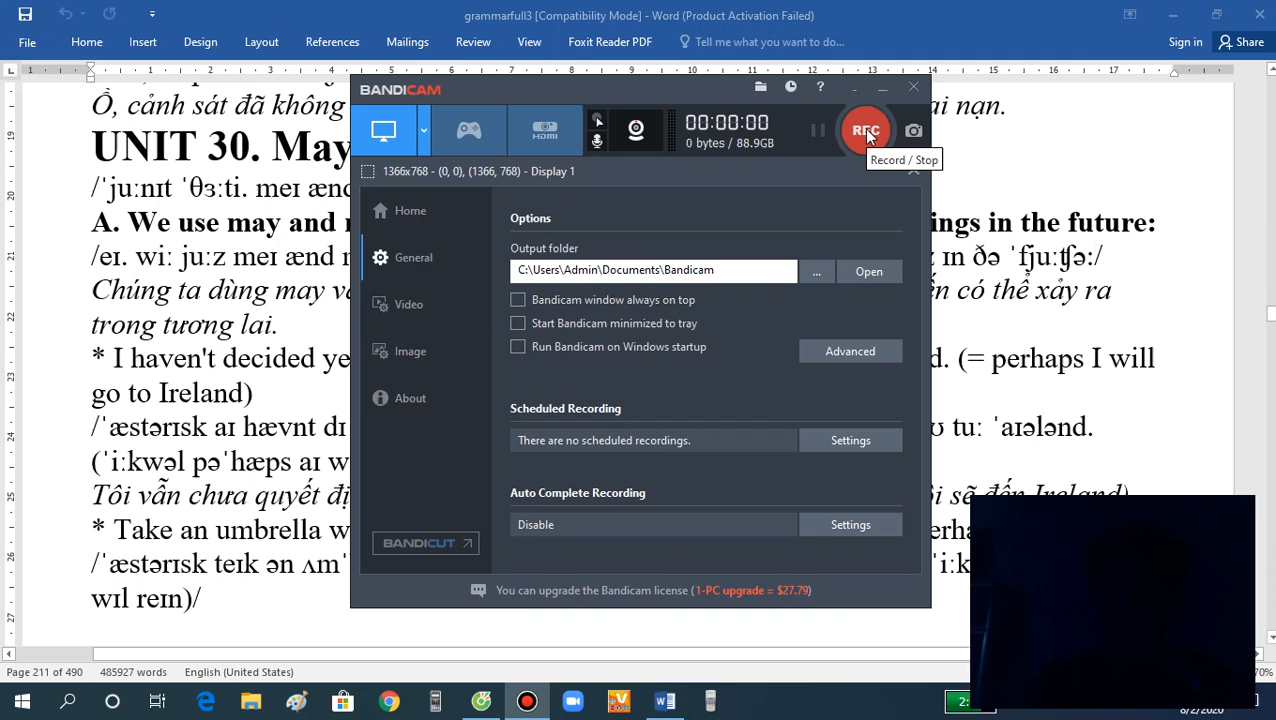 grammarfull3 [Compatibility Mode] - Word (Product Activation Failed)
File Home Insert Design Layout References Mailings Review View Foxit Reader PDF Tell me what you want to do... Sign in Share
Ồ, cảnh sát đã không
nạn.
UNIT 30. May
/ˈjuːnɪt ˈθɜːti. meɪ ænd
A. We use may and
in the future:
/eɪ. wiː juːz meɪ ænd
ɪn ðə ˈfjuːʧə:/
Chúng ta dùng may
có thể xảy ra
trong tương lai.
* I haven't decided
(= perhaps I will
go to Ireland)
/ˈæstərɪsk aɪ hævnt
tuː ˈaɪələnd.
(ˈiːkwəl pəˈhæps aɪ
Tôi vẫn chưa quyết
sẽ đến Ireland)
* Take an umbrella
/ˈæstərɪsk teɪk ən
wɪl reɪn)/
BANDICAM
HDMI
00:00:00
0 bytes / 88.9GB
REC
Record / Stop
1366x768 - (0, 0), (1366, 768) - Display 1
Home
General
Video
Image
About
BANDICUT
Options
Output folder
C:\Users\Admin\Documents\Bandicam
... Open
Bandicam window always on top
Start Bandicam minimized to tray
Run Bandicam on Windows startup
Advanced
Scheduled Recording
There are no scheduled recordings. Settings
Auto Complete Recording
Disable Settings
You can upgrade the Bandicam license (1-PC upgrade = $27.79)
Page 211 of 490 485927 words English (United States)
8/2/2020